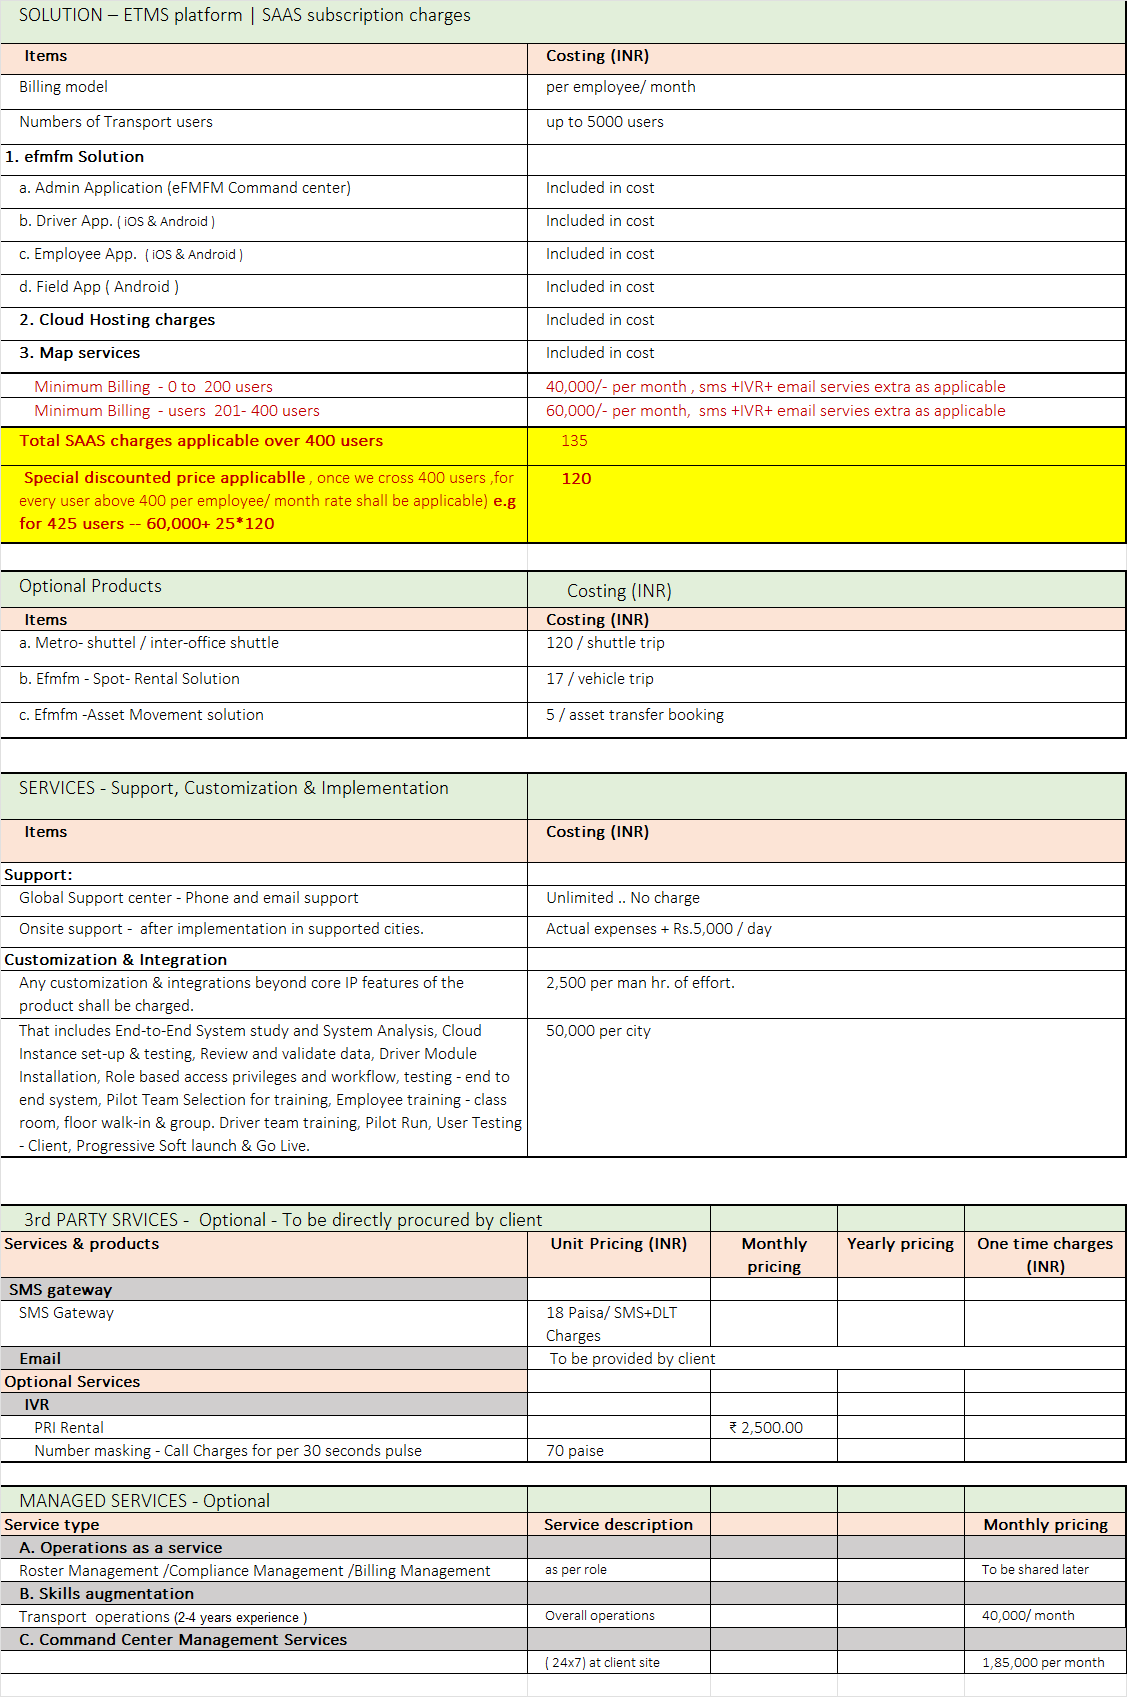 SOLUTION – ETMS platform | SAAS subscription charges
Items Costing (INR)
Billing model per employee/ month
Numbers of Transport users up to 5000 users
1. efmfm Solution
a. Admin Application (eFMFM Command center) Included in cost
b. Driver App. ( iOS & Android ) Included in cost
c. Employee App. ( iOS & Android ) Included in cost
d. Field App ( Android ) Included in cost
2. Cloud Hosting charges Included in cost
3. Map services Included in cost
Minimum Billing - 0 to 200 users 40,000/- per month , sms +IVR+ email servies extra as applicable
Minimum Billing - users 201- 400 users 60,000/- per month, sms +IVR+ email servies extra as applicable
Total SAAS charges applicable over 400 users 135
Special discounted price applicablle , once we cross 400 users ,for 120
every user above 400 per employee/ month rate shall be applicable) e.g
for 425 users -- 60,000+ 25*120
Optional Products Costing (INR)
Items Costing (INR)
a. Metro- shuttel / inter-office shuttle 120 / shuttle trip
b. Efmfm - Spot- Rental Solution 17 / vehicle trip
c. Efmfm -Asset Movement solution 5 / asset transfer booking
SERVICES - Support, Customization & Implementation
Items Costing (INR)
Support:
Global Support center - Phone and email support Unlimited .. No charge
Onsite support - after implementation in supported cities. Actual expenses + Rs.5,000 / day
Customization & Integration
Any customization & integrations beyond core IP features of the 2,500 per man hr. of effort.
product shall be charged.
That includes End-to-End System study and System Analysis, Cloud 50,000 per city
Instance set-up & testing, Review and validate data, Driver Module
Installation, Role based access privileges and workflow, testing - end to
end system, Pilot Team Selection for training, Employee training - class
room, floor walk-in & group. Driver team training, Pilot Run, User Testing
- Client, Progressive Soft launch & Go Live.
3rd PARTY SRVICES - Optional - To be directly procured by client
Services & products Unit Pricing (INR) Monthly Yearly pricing One time charges
pricing (INR)
SMS gateway
SMS Gateway 18 Paisa/ SMS+DLT
Charges
Email To be provided by client
Optional Services
IVR
PRI Rental ₹ 2,500.00
Number masking - Call Charges for per 30 seconds pulse 70 paise
MANAGED SERVICES - Optional
Service type Service description Monthly pricing
A. Operations as a service
Roster Management /Compliance Management /Billing Management as per role To be shared later
B. Skills augmentation
Transport operations (2-4 years experience ) Overall operations 40,000/ month
C. Command Center Management Services
( 24x7) at client site 1,85,000 per month